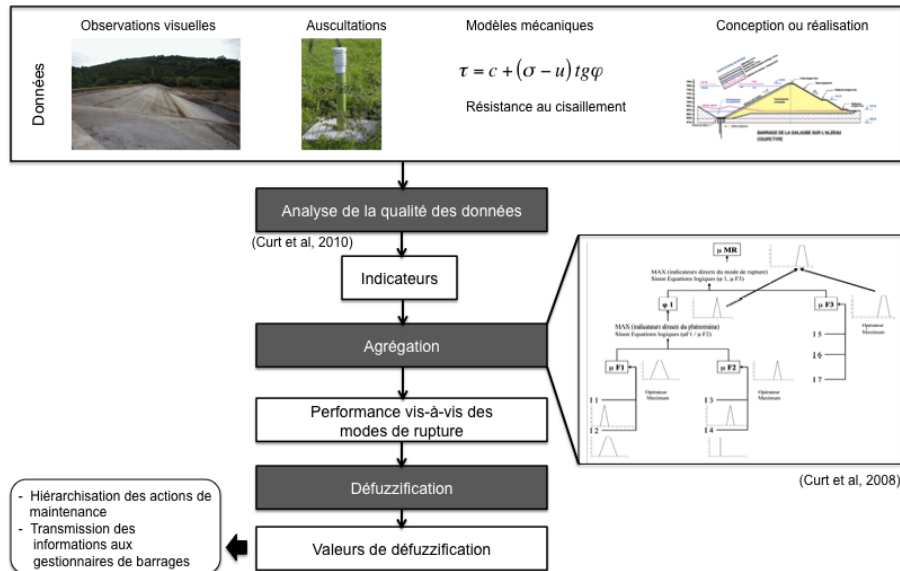 Observations visuelles
Auscultations
Modèles mécaniques
Conception ou réalisation
Données
τ = c + (σ − u) tgφ
Résistance au cisaillement
BARRAGE DE LA GALAUBE SUR L'ALZEAU
COUPE TYPE
Analyse de la qualité des données
(Curt et al, 2010)
Indicateurs
Agrégation
Performance vis-à-vis des
modes de rupture
Défuzzification
Valeurs de défuzzification
- Hiérarchisation des actions de
maintenance
- Transmission des
informations aux
gestionnaires de barrages
μ MR
MAX (indicateurs directs du mode de rupture)
Sinon Equations logiques (φ 1, μ F3)
φ 1
μ F3
Opérateur
Maximum
MAX (indicateurs directs du phénomène)
Sinon Equations logiques (μF1 / μ F2)
I 5
I 6
I 7
μ F1
μ F2
Opérateur
Maximum
Opérateur
Maximum
I 1
I 2
I 3
I 4
(Curt et al, 2008)